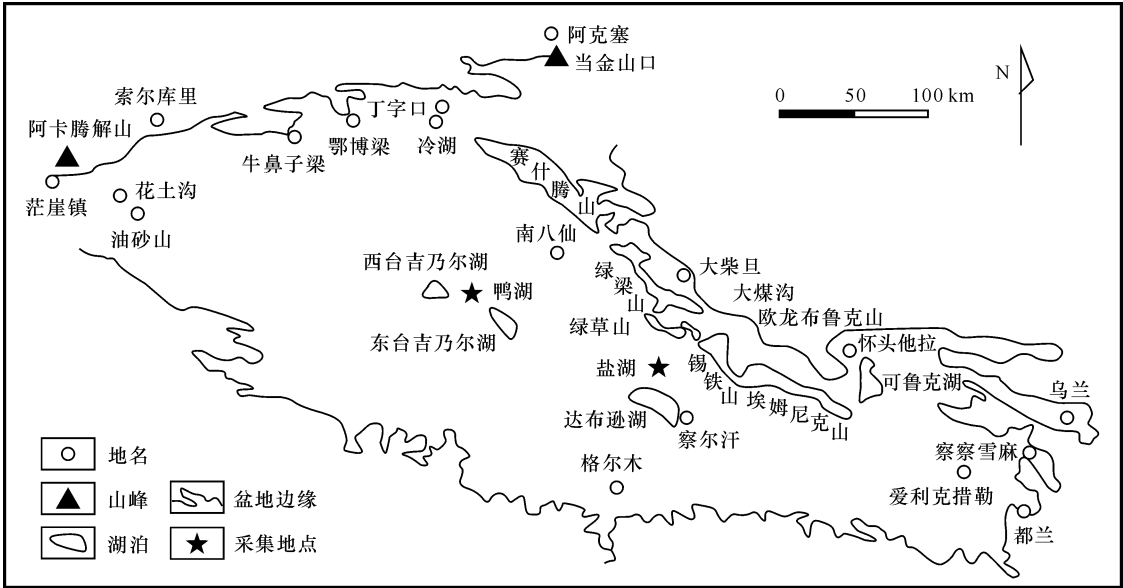 阿克塞
当金山口
N
0 50 100 km
索尔库里
丁字口
阿卡腾解山
牛鼻子梁
鄂博梁
冷湖
赛什腾山
花土沟
茫崖镇
油砂山
南八仙
西台吉乃尔湖
鸭湖
东台吉乃尔湖
绿梁山
大柴旦
大煤沟
欧龙布鲁克山
绿草山
怀头他拉
盐湖
锡铁山
可鲁克湖
乌兰
埃姆尼克山
达布逊湖
察尔汗
格尔木
察察雪麻
爱利克措勒
都兰
地名
山峰
盆地边缘
湖泊
采集地点